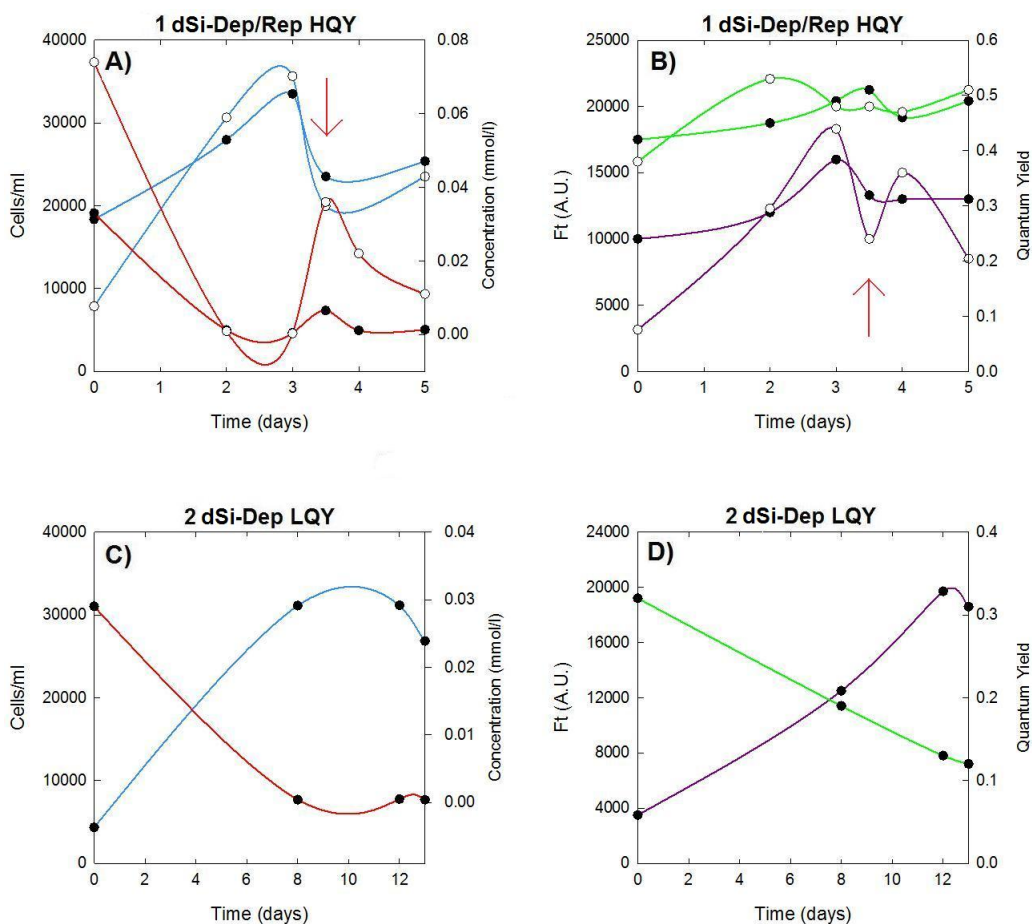 1 dSi-Dep/Rep HQY
A)
40000
30000
20000
10000
0
Cells/ml
0.08
0.06
0.04
0.02
0.00
Concentration (mmol/l)
0 1 2 3 4 5
Time (days)
1 dSi-Dep/Rep HQY
B)
25000
20000
15000
10000
5000
0
Ft (A.U.)
0.6
0.5
0.4
0.3
0.2
0.1
0.0
Quantum Yield
0 1 2 3 4 5
Time (days)
2 dSi-Dep LQY
C)
40000
30000
20000
10000
0
Cells/ml
0.04
0.03
0.02
0.01
0.00
Concentration (mmol/l)
0 2 4 6 8 10 12
Time (days)
2 dSi-Dep LQY
D)
24000
20000
16000
12000
8000
4000
0
Ft (A.U.)
0.4
0.3
0.2
0.1
0.0
Quantum Yield
0 2 4 6 8 10 12
Time (days)